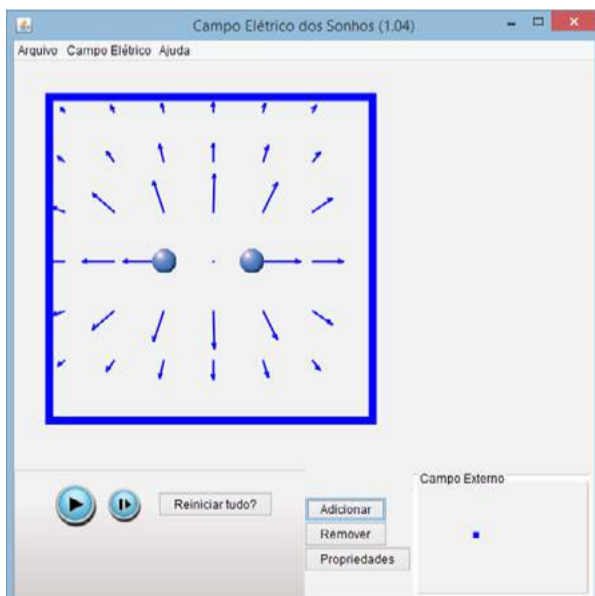 Campo Elétrico dos Sonhos (1.04)
Arquivo Campo Elétrico Ajuda
Campo Externo
Reiniciar tudo?
Adicionar
Remover
Propriedades